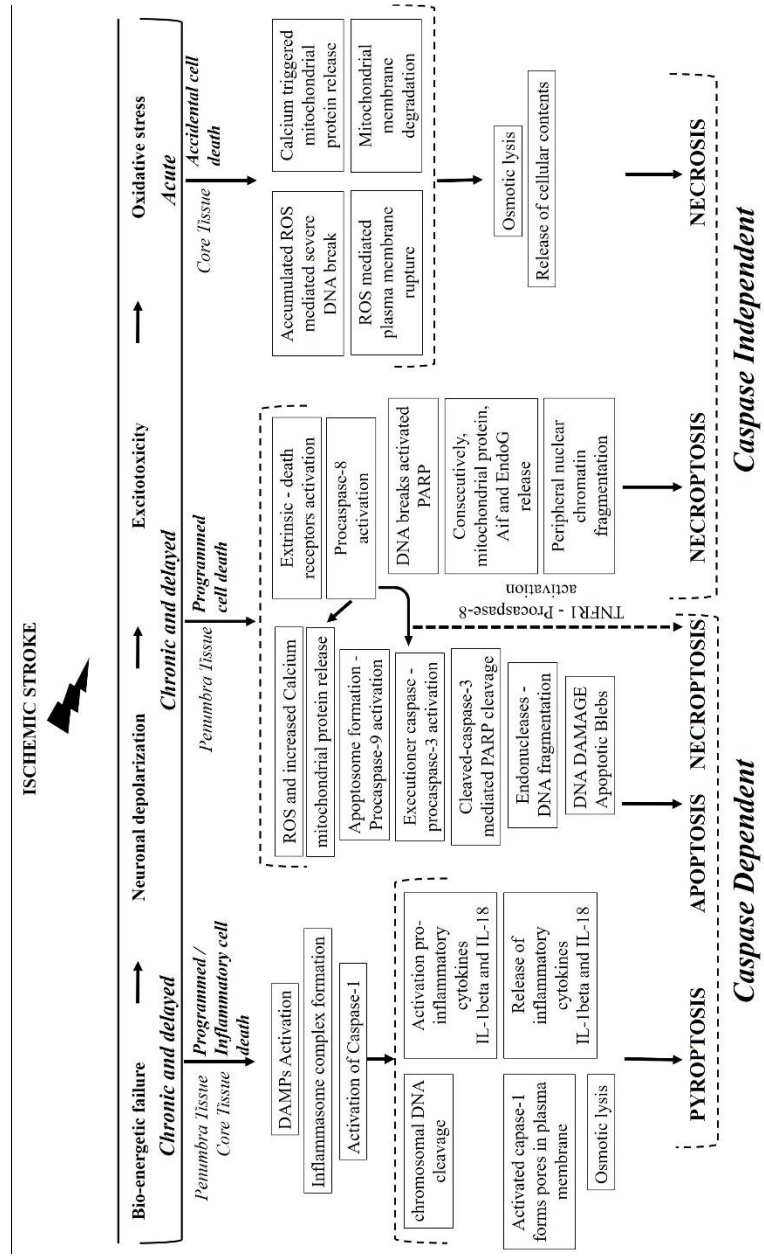 ISCHEMIC STROKE
Bio-energetic failure
Neuronal depolarization
Excitotoxicity
Oxidative stress
Chronic and delayed
Chronic and delayed
Acute
Penumbra Tissue
Core Tissue
Programmed /
Inflammatory cell
death
Penumbra Tissue
Programmed
cell death
Core Tissue
Accidental cell
death
DAMPs Activation
Inflammasome complex formation
Activation of Caspase-1
chromosomal DNA
cleavage
Activation pro-
inflammatory
cytokines
IL-1beta and IL-18
Activated capase-1
forms pores in plasma
membrane
Release of
inflammatory
cytokines
IL-1beta and IL-18
Osmotic lysis
PYROPTOSIS
ROS and increased Calcium
mitochondrial protein release
Apoptosome formation -
Procaspase-9 activation
Executioner caspase -
procaspase-3 activation
Cleaved-caspase-3
mediated PARP cleavage
Endonucleases -
DNA fragmentation
DNA DAMAGE
Apoptotic Blebs
APOPTOSIS
TNFR1 - Procaspase-8
activation
NECROPTOSIS
Extrinsic - death
receptors activation
Procaspase-8
activation
DNA breaks activated
PARP
Consecutively,
mitochondrial protein,
Aif and EndoG
release
Peripheral nuclear
chromatin
fragmentation
NECROPTOSIS
Accumulated ROS
mediated severe
DNA break
Calcium triggered
mitochondrial
protein release
ROS mediated
plasma membrane
rupture
Mitochondrial
membrane
degradation
Osmotic lysis
Release of cellular contents
NECROSIS
Caspase Dependent
Caspase Independent